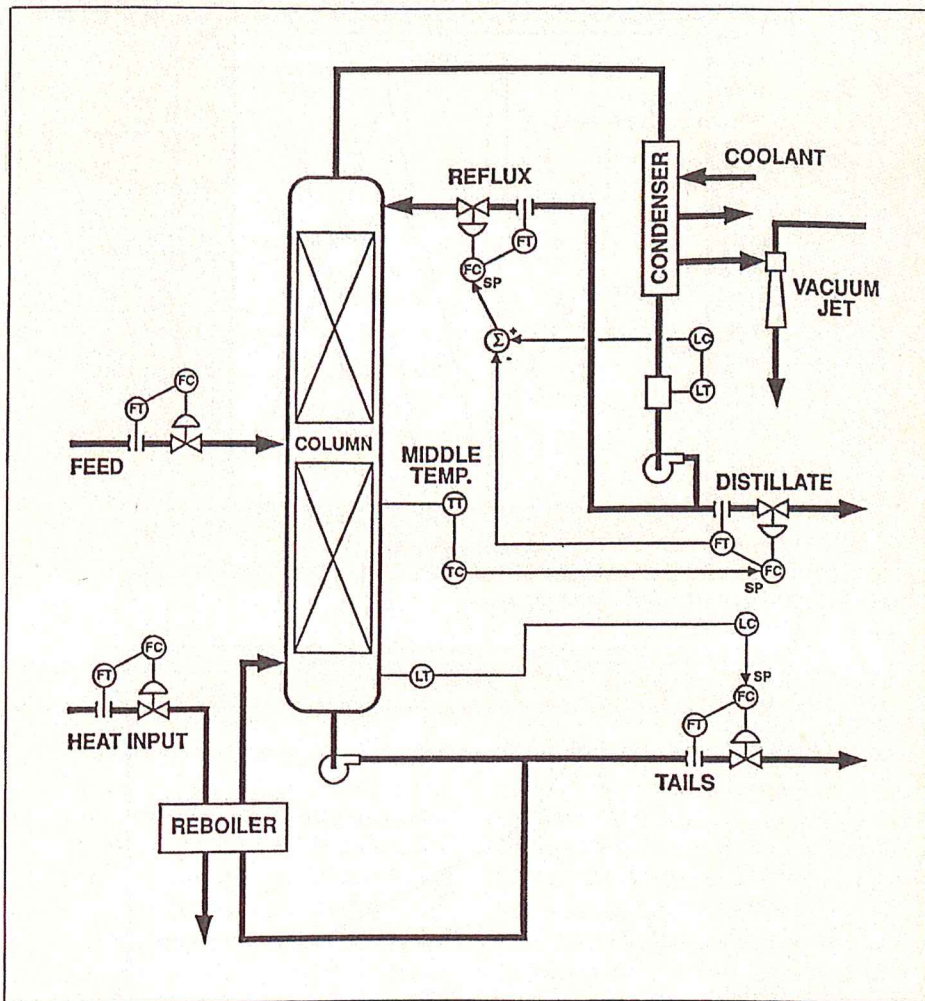 REFLUX
FT
FC
SP
Σ
+
-
CONDENSER
COOLANT
VACUUM
JET
LC
LT
FC
FT
FEED
COLUMN
MIDDLE
TEMP.
TT
TC
DISTILLATE
FT
FC
SP
LC
LT
SP
FC
FT
TAILS
FC
FT
HEAT INPUT
REBOILER